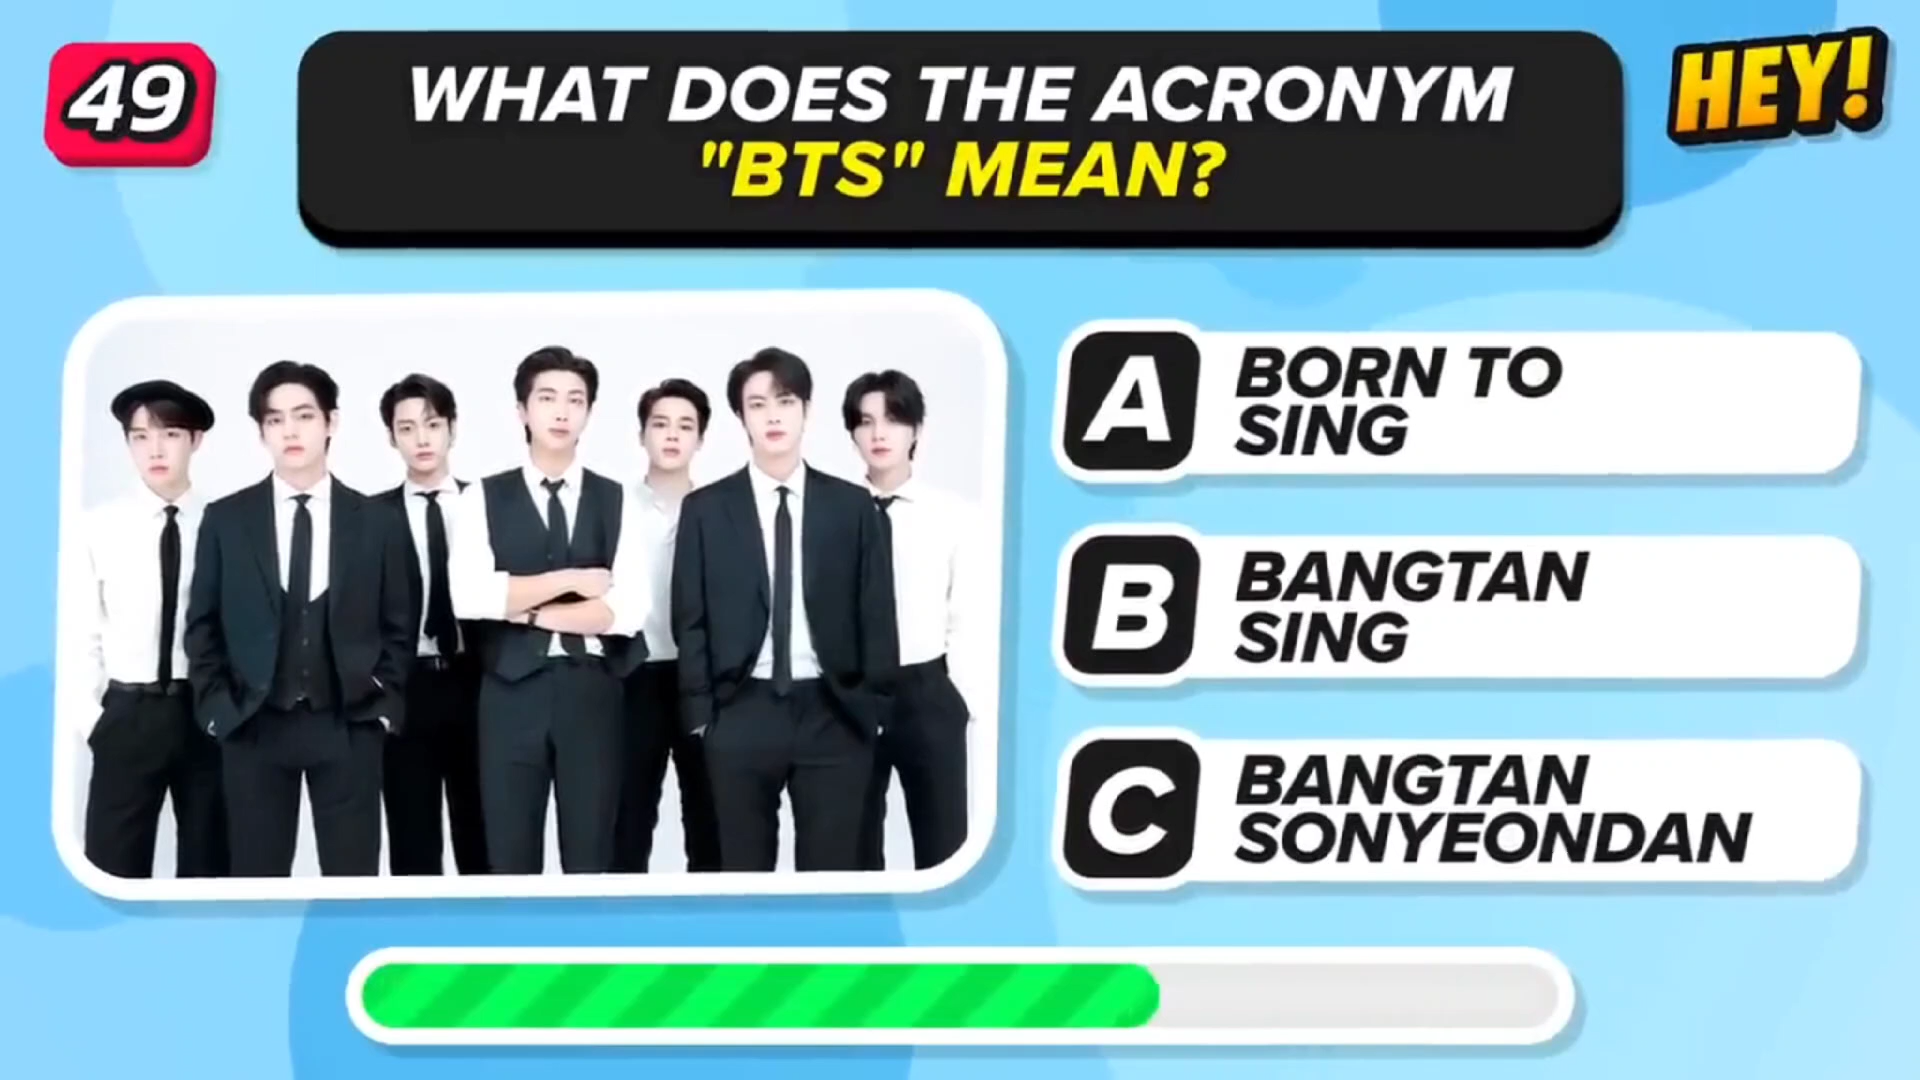 49
WHAT DOES THE ACRONYM
"BTS" MEAN?
HEY!
A
BORN TO
SING
B
BANGTAN
SING
C
BANGTAN
SONYEONDAN